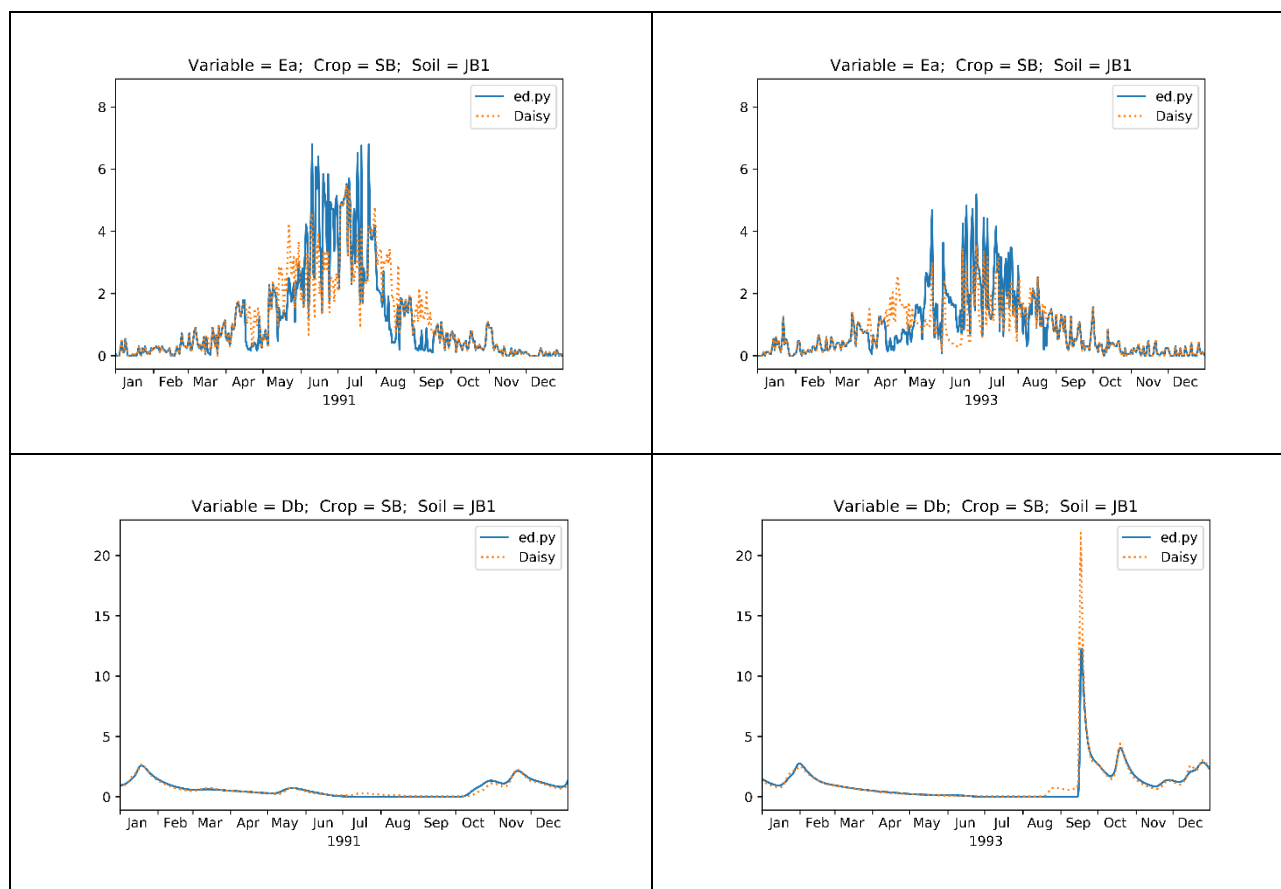 Variable = Ea;  Crop = SB;  Soil = JB1
ed.py
Daisy
8
6
4
2
0
Jan Feb Mar Apr May Jun Jul Aug Sep Oct Nov Dec
1991
Variable = Ea;  Crop = SB;  Soil = JB1
ed.py
Daisy
8
6
4
2
0
Jan Feb Mar Apr May Jun Jul Aug Sep Oct Nov Dec
1993
Variable = Db;  Crop = SB;  Soil = JB1
ed.py
Daisy
20
15
10
5
0
Jan Feb Mar Apr May Jun Jul Aug Sep Oct Nov Dec
1991
Variable = Db;  Crop = SB;  Soil = JB1
ed.py
Daisy
20
15
10
5
0
Jan Feb Mar Apr May Jun Jul Aug Sep Oct Nov Dec
1993